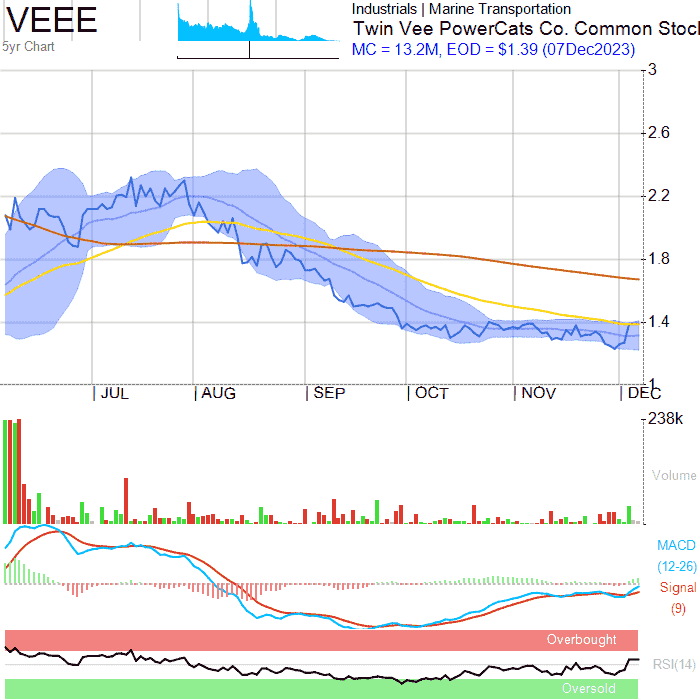 VEEE
5yr Chart
Industrials | Marine Transportation
Twin Vee PowerCats Co. Common Stoc
MC = 13.2M, EOD = $1.39 (07Dec2023)
3
2.6
2.2
1.8
1.4
1
JUL AUG SEP OCT NOV DEC
238k
Volume
MACD
(12-26)
Signal
(9)
Overbought
RSI(14)
Oversold